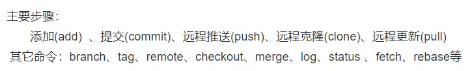 主要步骤：
添加(add) 、提交(commit)、远程推送(push)、远程克隆(clone)、远程更新(pull)
其它命令：branch、tag、remote、checkout、merge、log、status 、fetch、rebase等